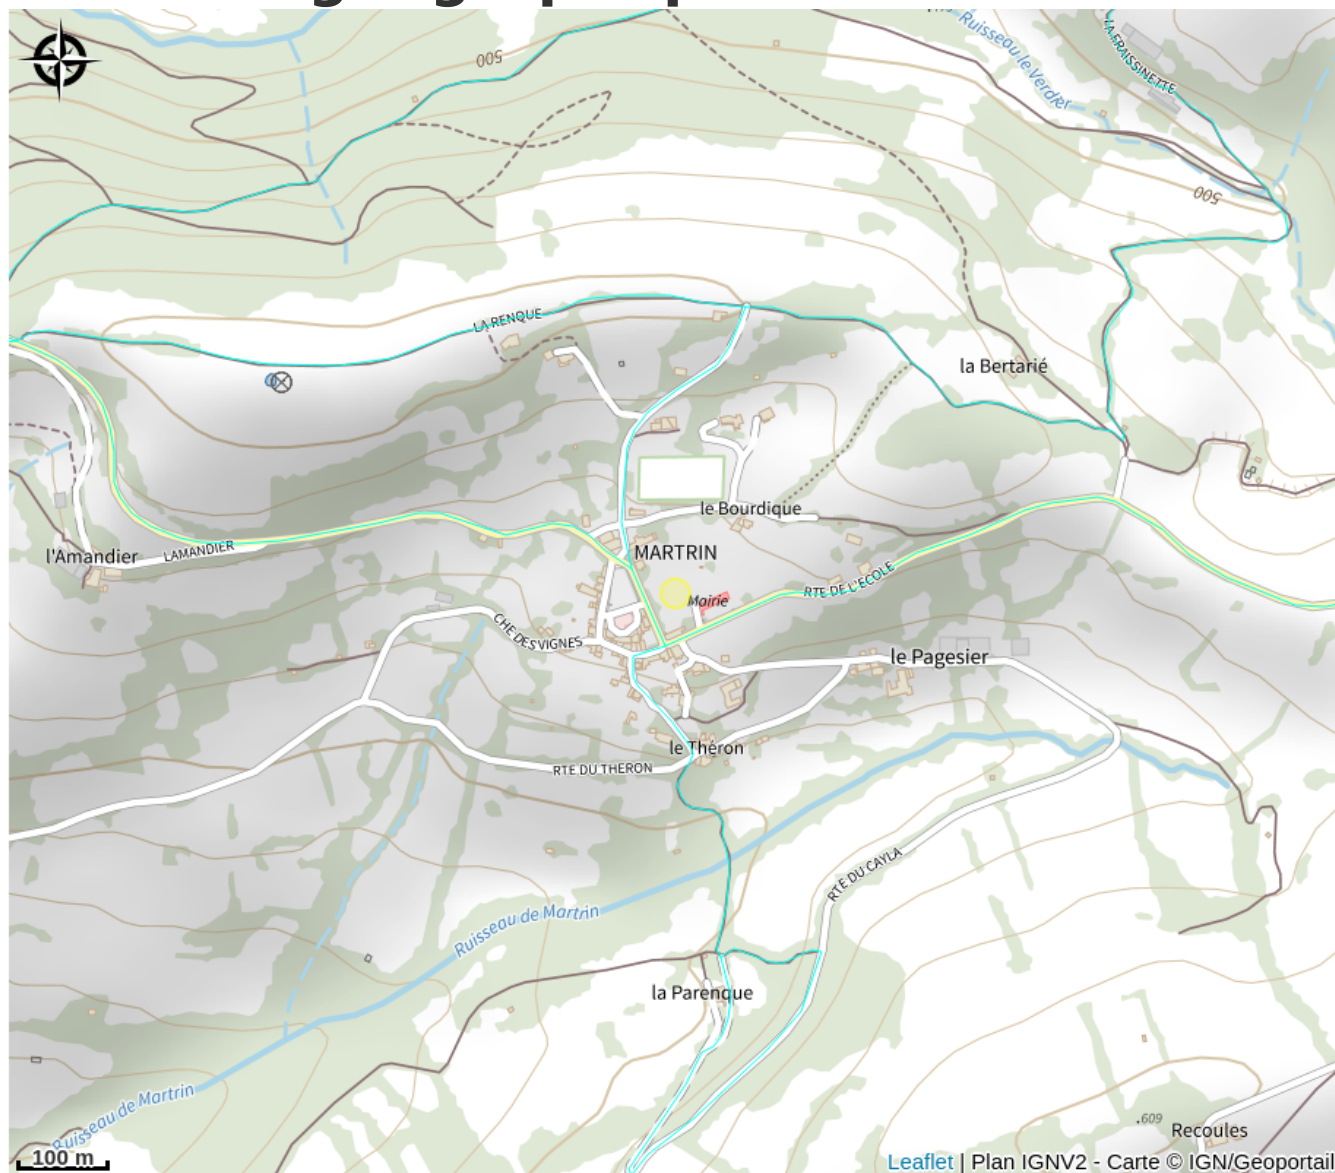 500
Ruisseau le Verdier
LA FRAISSINETTE
500
LA RENQUE
la Bertarié
le Bourdique
MARTRIN
l'Amandier
LAMANDIER
Mairie
RTE DE L'ECOLE
CHE DES VIGNES
le Pagesier
le Théron
RTE DU THERON
RTE DU CAYLA
Ruisseau de Martrin
la Parenque
Ruisseau de Martrin
.609
Recoules
100 m
Leaflet | Plan IGNV2 - Carte © IGN/Geoportail